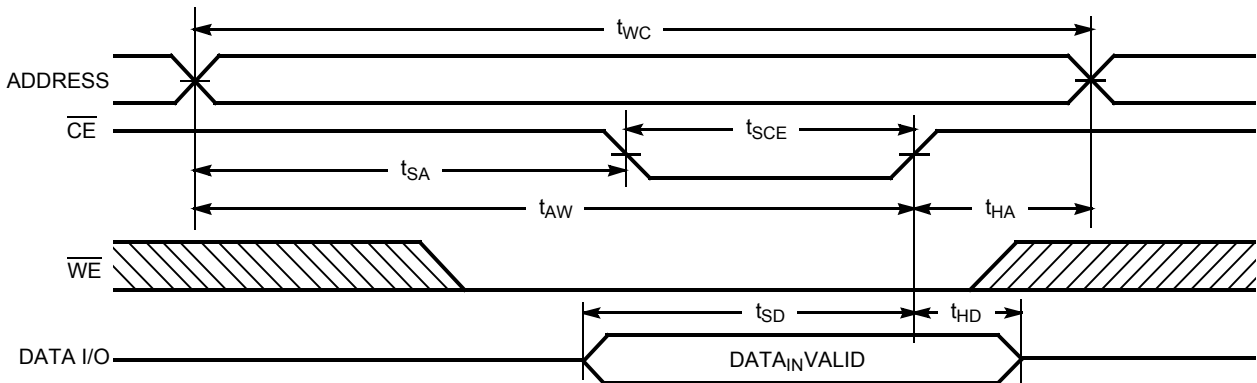 tWC
ADDRESS
CE
tSCE
tSA
tAW
tHA
WE
tSD
tHD
DATA I/O
DATAINVALID